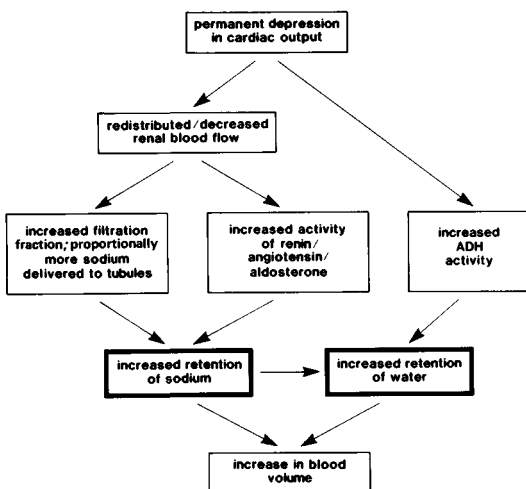 permanent depression
in cardiac output
redistributed/decreased
renal blood flow
increased filtration
fraction; proportionally
more sodium
delivered to tubules
increased activity
of renin/
angiotensin/
aldosterone
increased
ADH
activity
increased retention
of sodium
increased retention
of water
increase in blood
volume